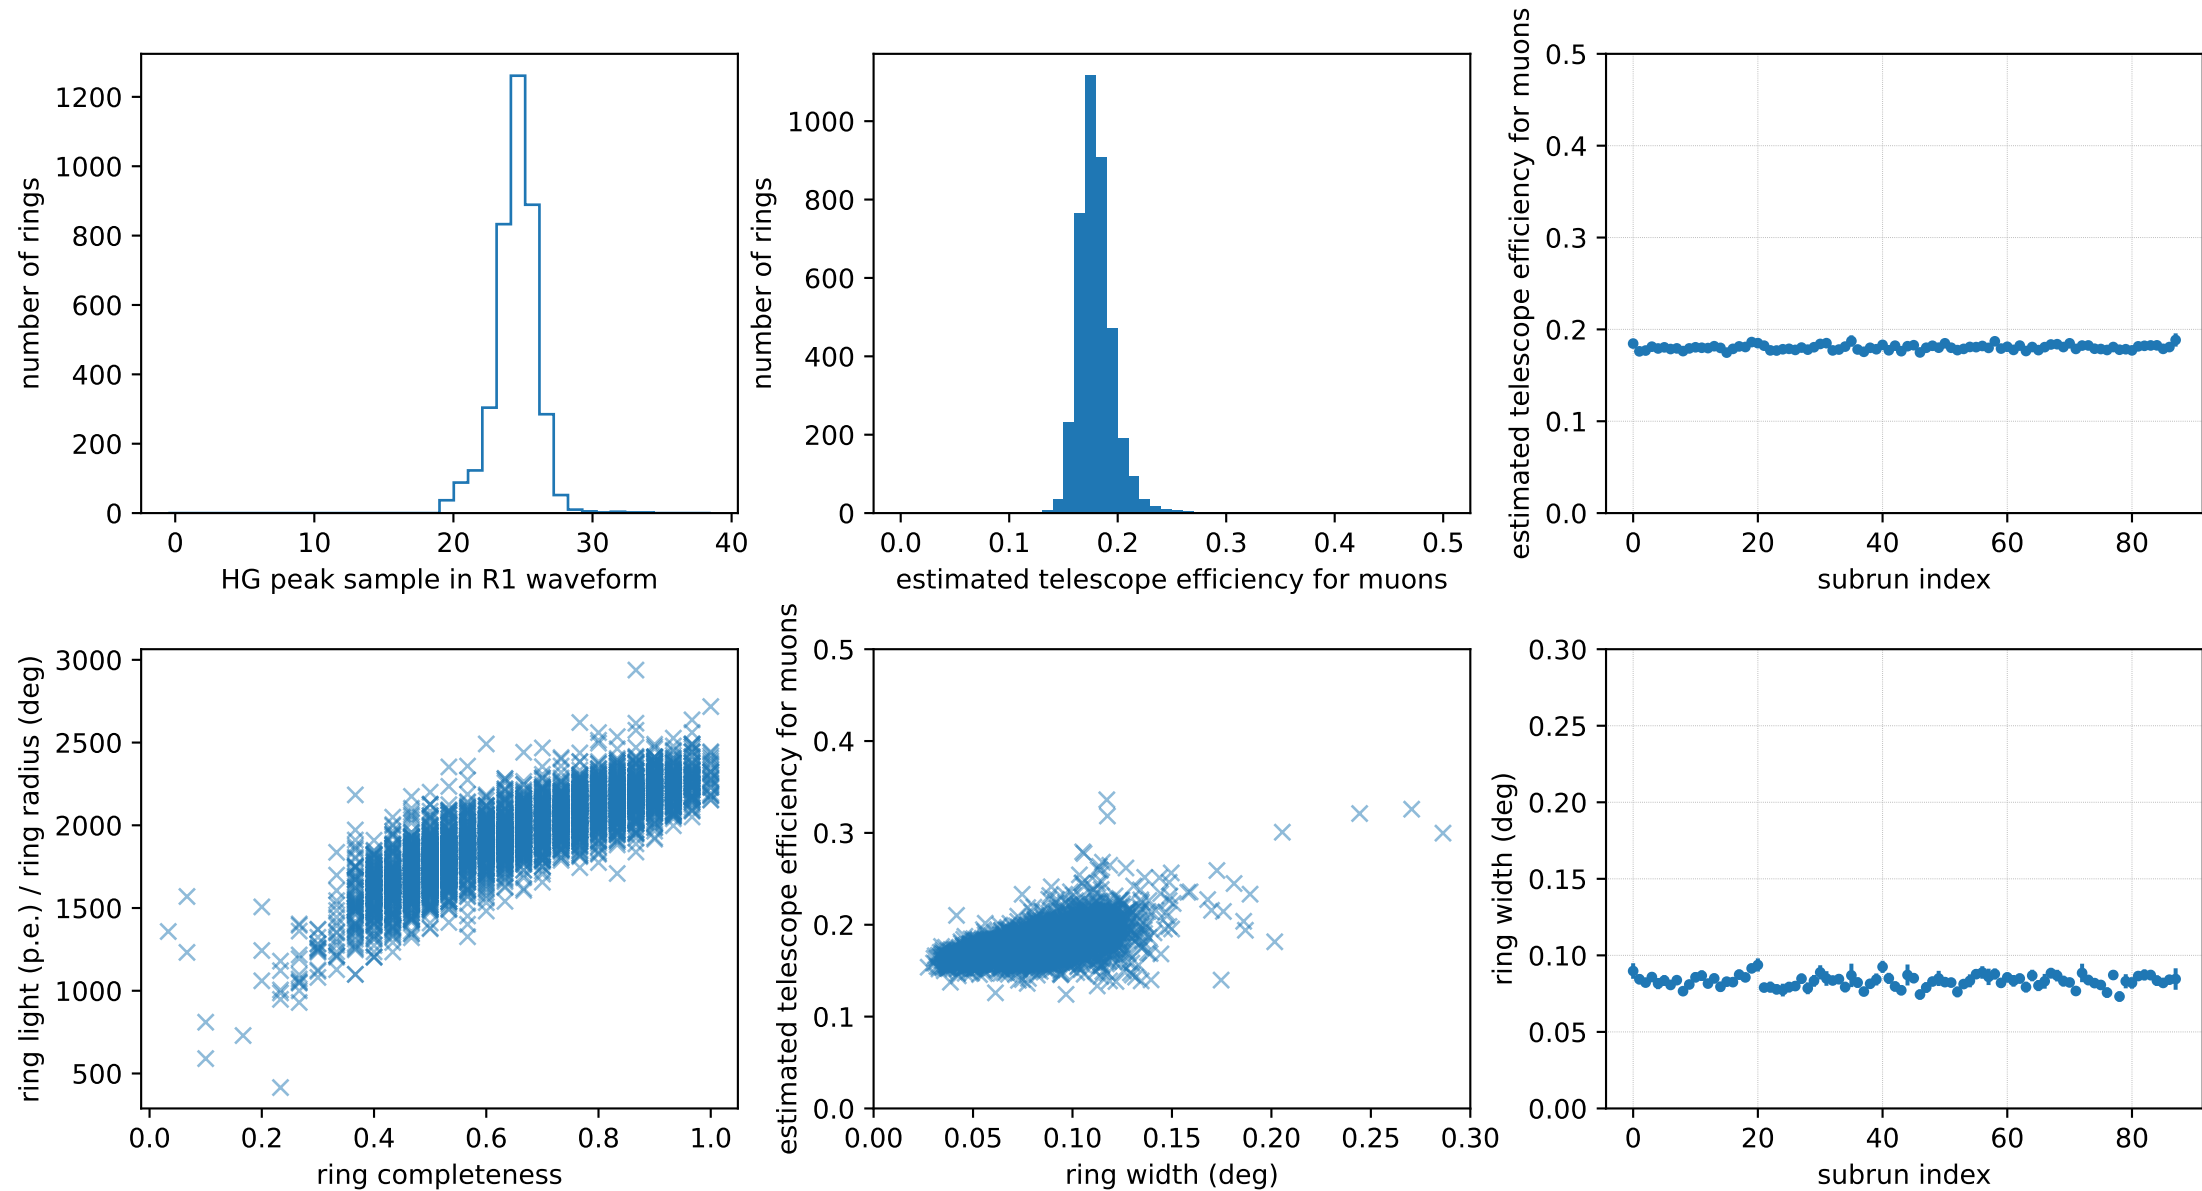 number of rings
1200
1000
800
600
400
200
0
0 10 20 30 40
HG peak sample in R1 waveform
number of rings
1000
800
600
400
200
0
0.0 0.1 0.2 0.3 0.4 0.5
estimated telescope efficiency for muons
estimated telescope efficiency for muons
0.5
0.4
0.3
0.2
0.1
0.0
0 20 40 60 80
subrun index
ring light (p.e.) / ring radius (deg)
3000
2500
2000
1500
1000
500
0.0 0.2 0.4 0.6 0.8 1.0
ring completeness
estimated telescope efficiency for muons
0.5
0.4
0.3
0.2
0.1
0.0
0.00 0.05 0.10 0.15 0.20 0.25 0.30
ring width (deg)
ring width (deg)
0.30
0.25
0.20
0.15
0.10
0.05
0.00
0 20 40 60 80
subrun index